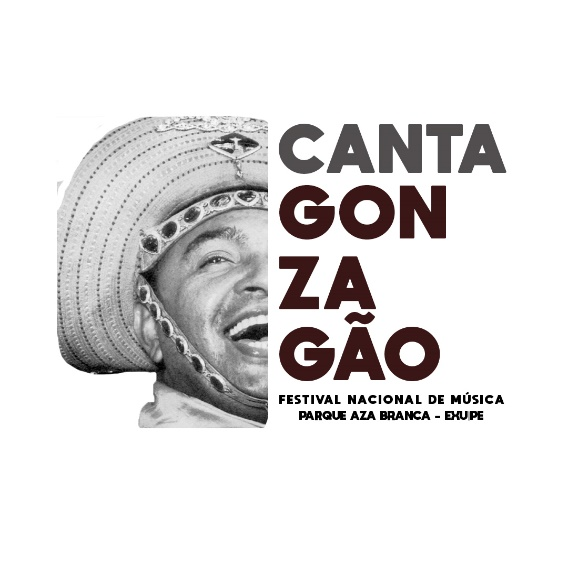 CANTA
GON
ZA
GÃO
FESTIVAL NACIONAL DE MÚSICA
PARQUE AZA BRANCA - EXUPE